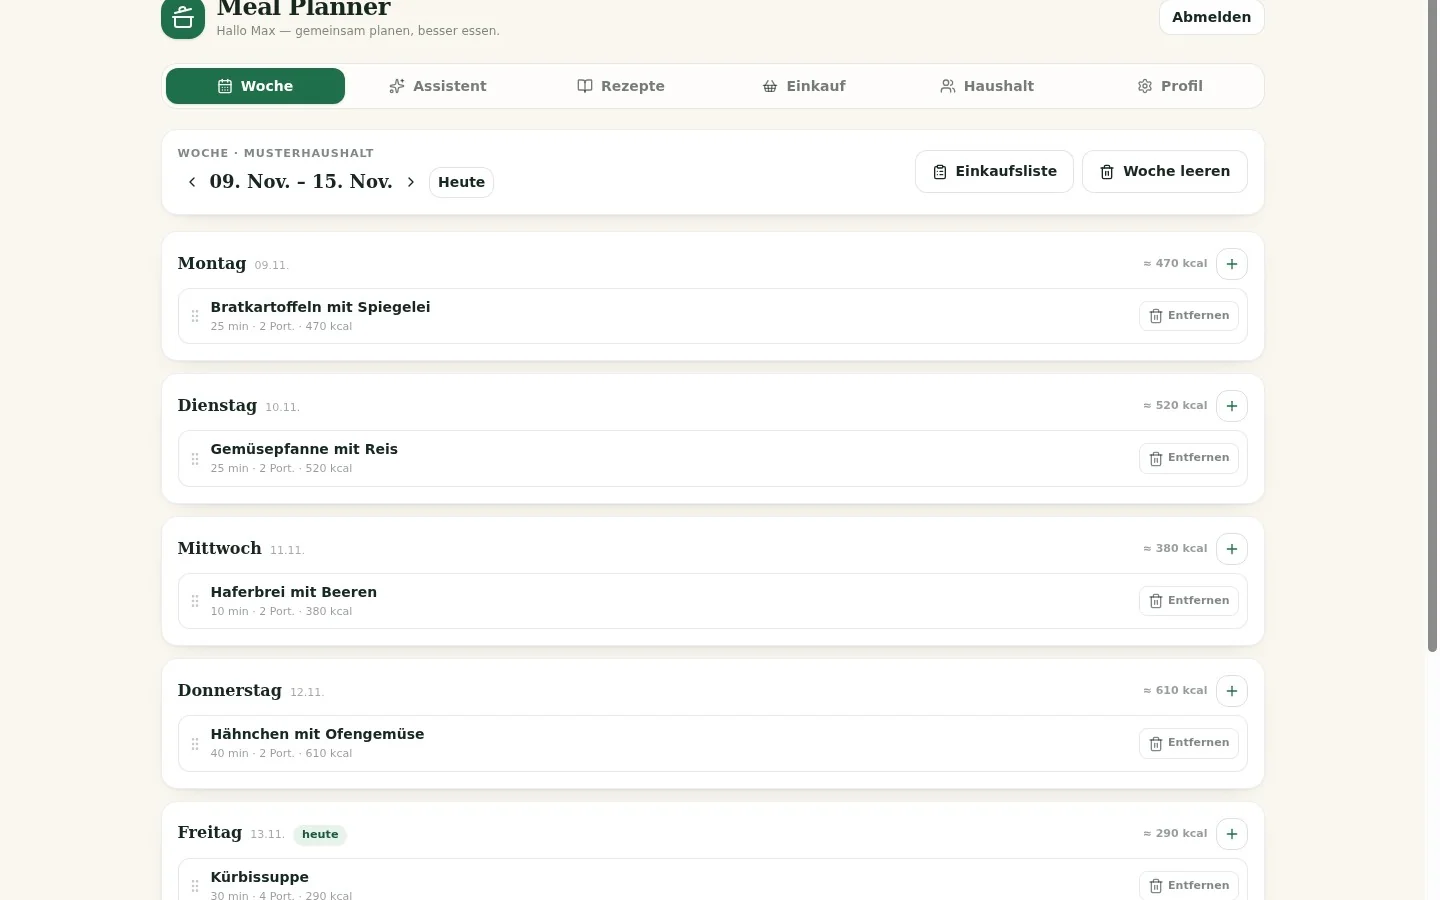 Meal Planner
Hallo Max — gemeinsam planen, besser essen.
Abmelden
Woche
Assistent
Rezepte
Einkauf
Haushalt
Profil
WOCHE · MUSTERHAUSHALT
09. Nov. – 15. Nov.
Heute
Einkaufsliste
Woche leeren
Montag 09.11.
≈ 470 kcal
Bratkartoffeln mit Spiegelei
25 min · 2 Port. · 470 kcal
Entfernen
Dienstag 10.11.
≈ 520 kcal
Gemüsepfanne mit Reis
25 min · 2 Port. · 520 kcal
Entfernen
Mittwoch 11.11.
≈ 380 kcal
Haferbrei mit Beeren
10 min · 2 Port. · 380 kcal
Entfernen
Donnerstag 12.11.
≈ 610 kcal
Hähnchen mit Ofengemüse
40 min · 2 Port. · 610 kcal
Entfernen
Freitag 13.11. heute
≈ 290 kcal
Kürbissuppe
30 min · 4 Port. · 290 kcal
Entfernen